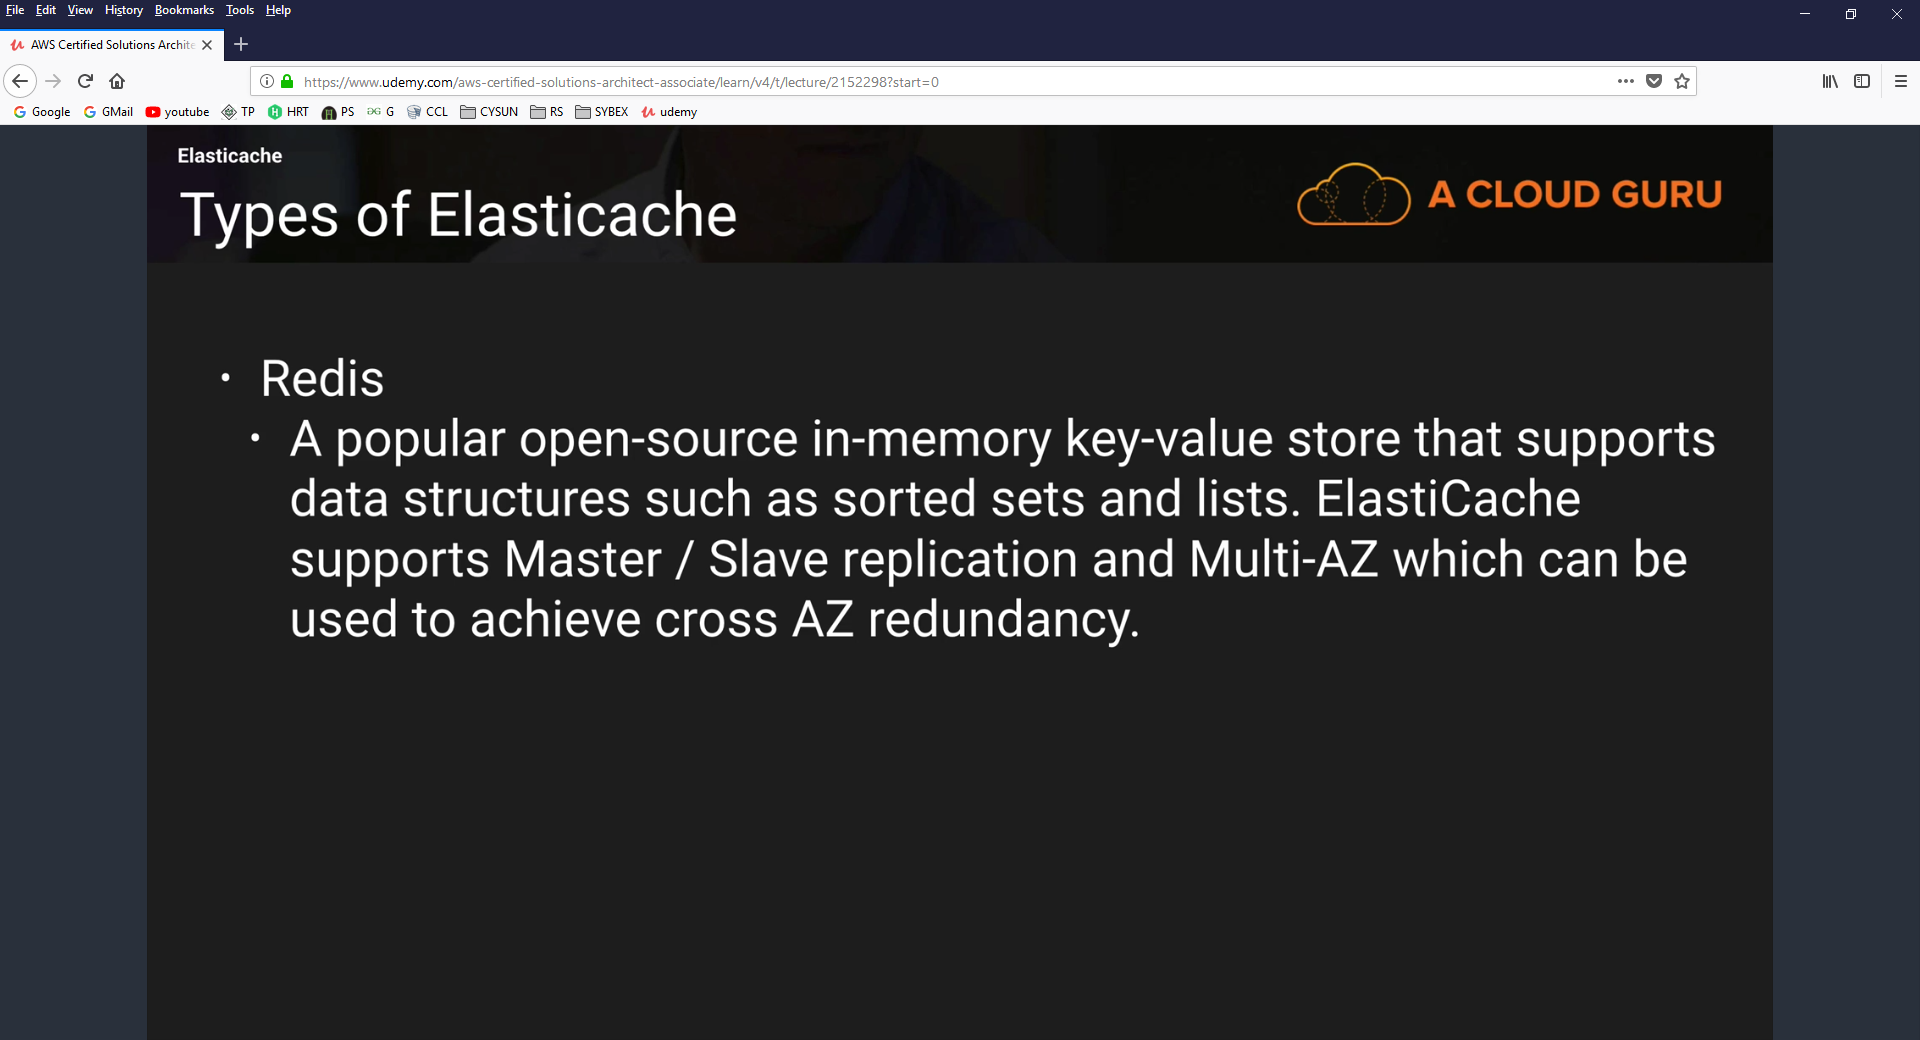 File Edit View History Bookmarks Tools Help
AWS Certified Solutions Archite
https://www.udemy.com/aws-certified-solutions-architect-associate/learn/v4/t/lecture/2152298?start=0
Google GMail youtube TP HRT PS G CCL CYSUN RS SYBEX udemy
Elasticache
Types of Elasticache
A CLOUD GURU
• Redis
• A popular open-source in-memory key-value store that supports
data structures such as sorted sets and lists. ElastiCache
supports Master / Slave replication and Multi-AZ which can be
used to achieve cross AZ redundancy.